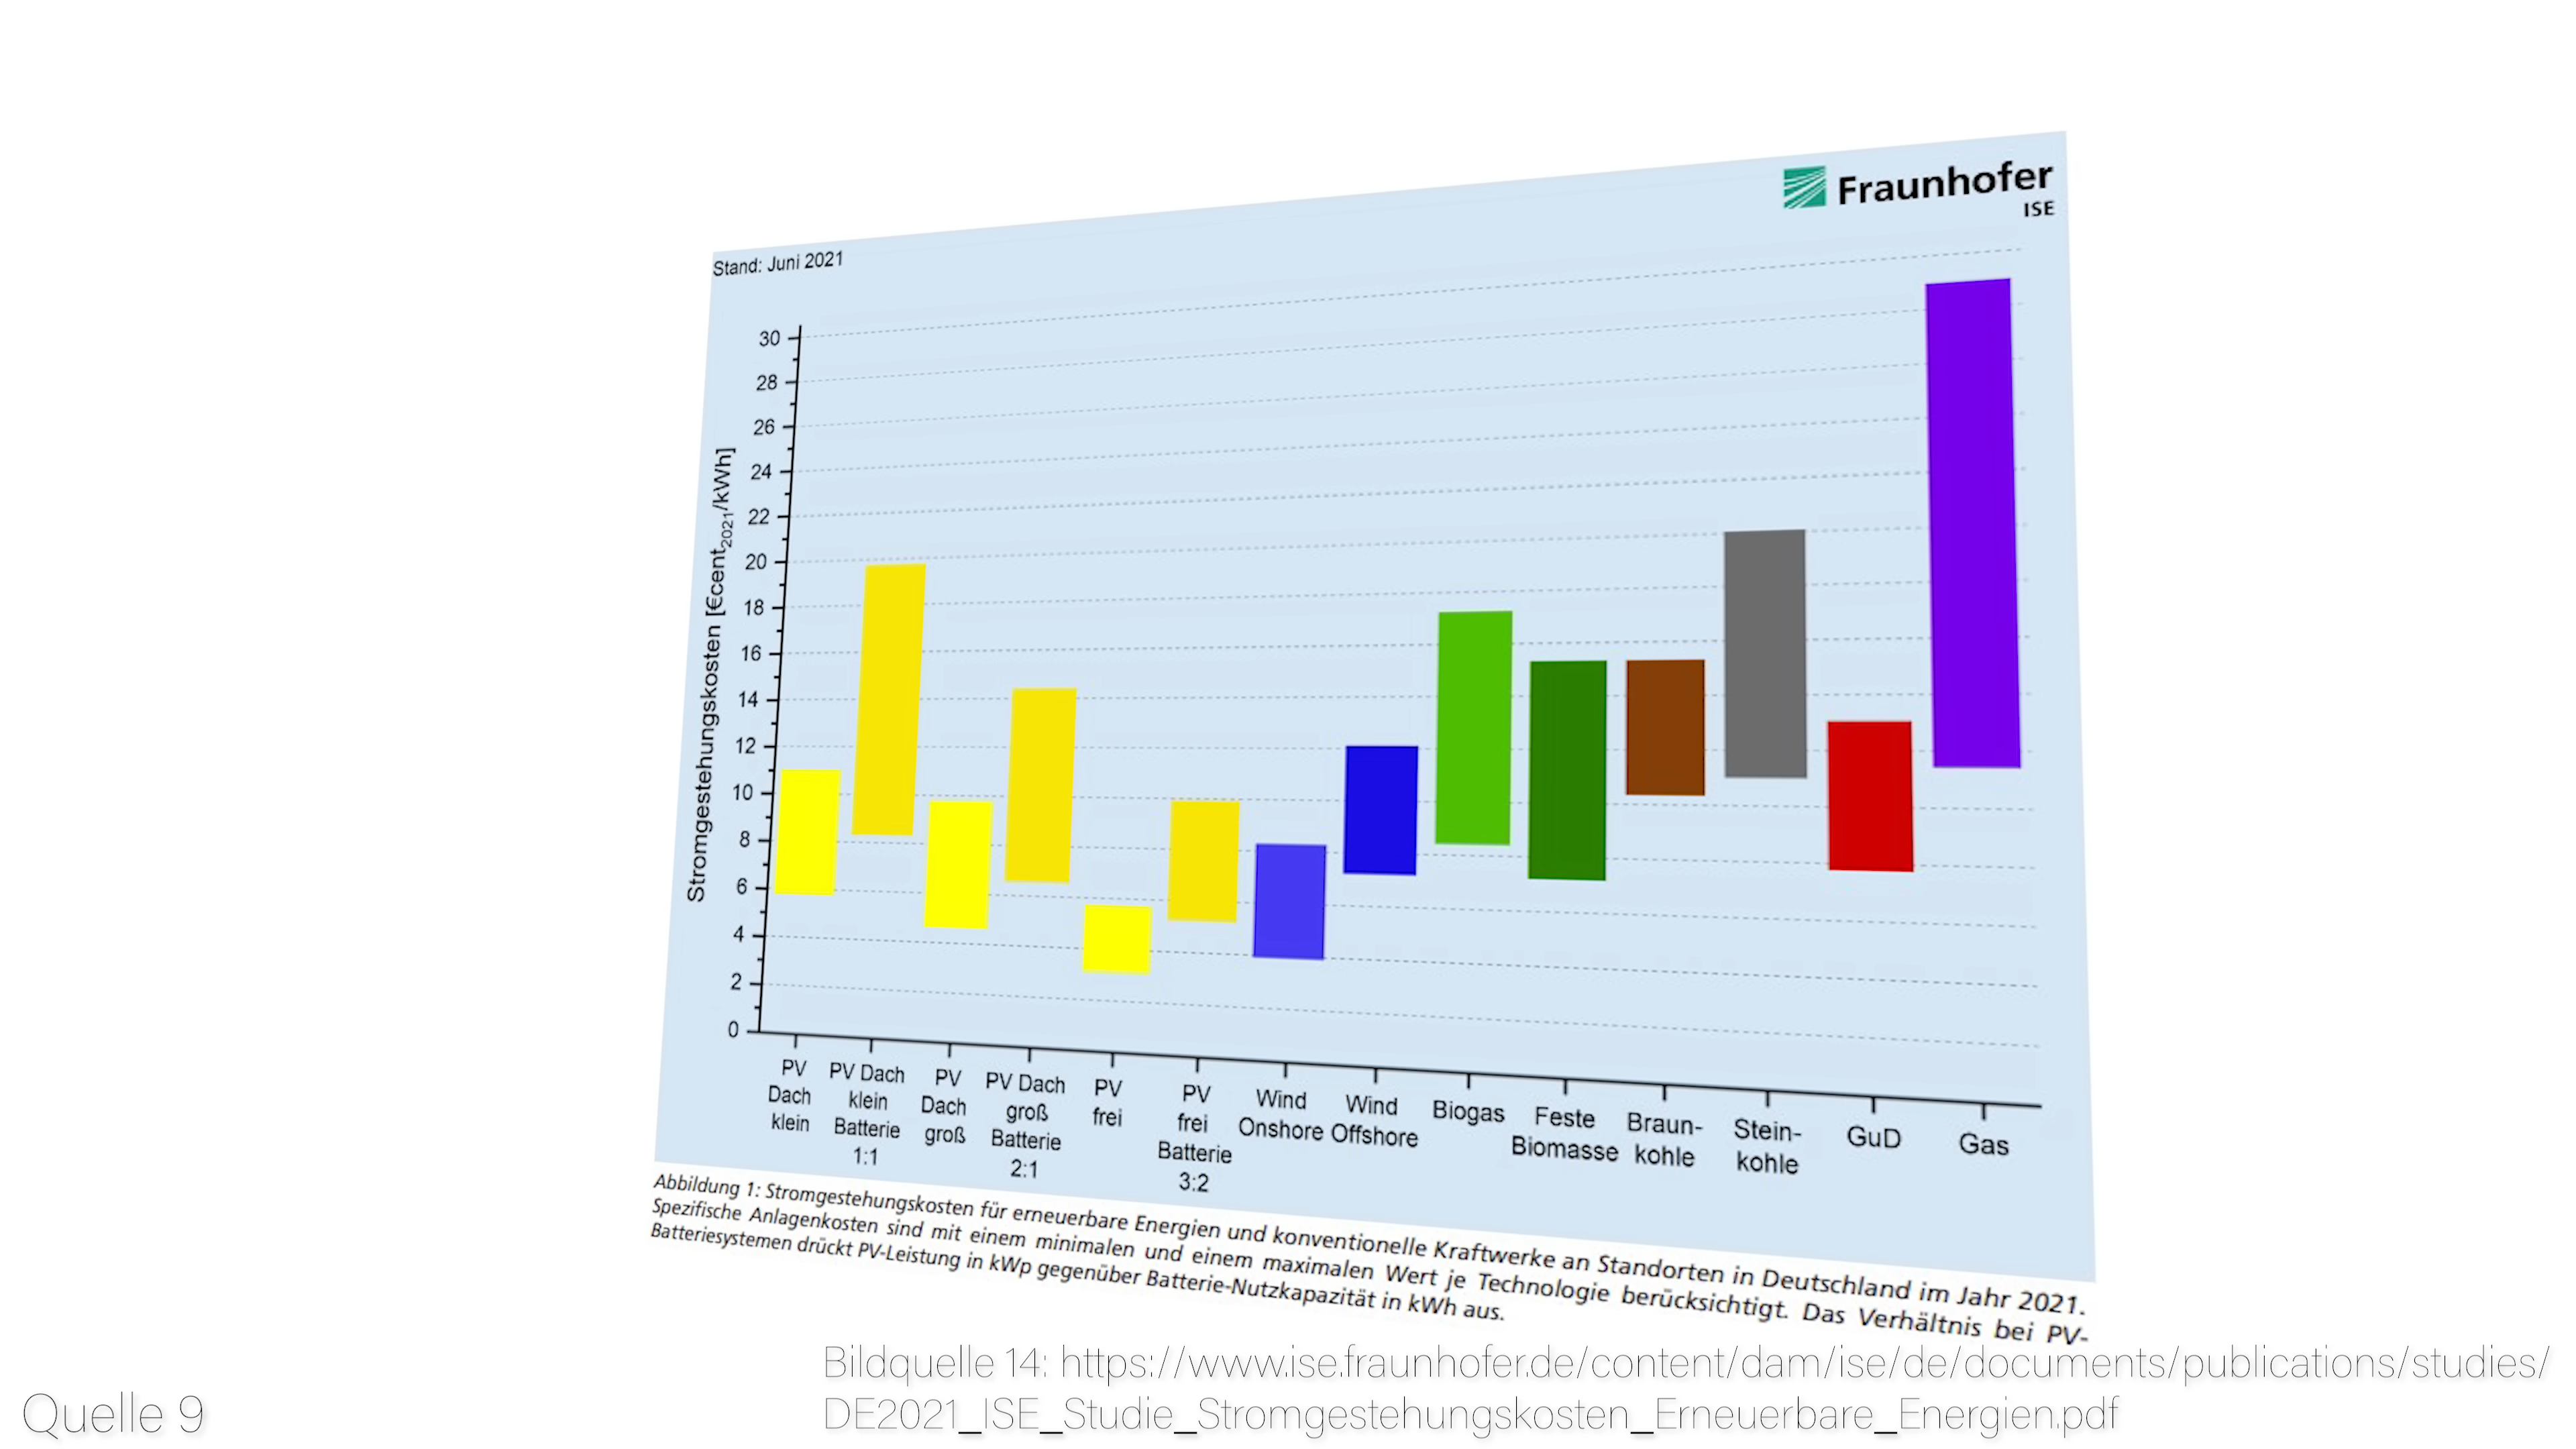 Fraunhofer
ISE
Stand: Juni 2021
Stromgestehungskosten [€cent2021/kWh]
30
28
26
24
22
20
18
16
14
12
10
8
6
4
2
0
PV
Dach
klein
PV Dach
klein
Batterie
1:1
PV
Dach
groß
PV Dach
groß
Batterie
2:1
PV
frei
PV
frei
Batterie
3:2
Wind
Onshore
Wind
Offshore
Biogas
Feste
Biomasse
Braun-
kohle
Stein-
kohle
GuD
Gas
Abbildung 1: Stromgestehungskosten für erneuerbare Energien und konventionelle Kraftwerke an Standorten in Deutschland im Jahr 2021.
Spezifische Anlagenkosten sind mit einem minimalen und einem maximalen Wert je Technologie berücksichtigt. Das Verhältnis bei PV-
Batteriesystemen drückt PV-Leistung in kWp gegenüber Batterie-Nutzkapazität in kWh aus.
Bildquelle 14: https://www.ise.fraunhofer.de/content/dam/ise/de/documents/publications/studies/
DE2021_ISE_Studie_Stromgestehungskosten_Erneuerbare_Energien.pdf
Quelle 9